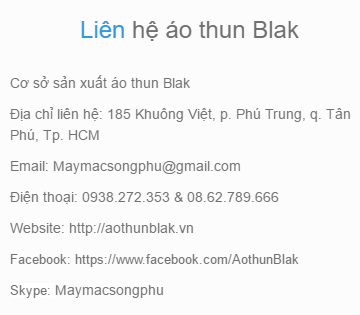 Liên hệ áo thun Blak
Cơ sở sản xuất áo thun Blak
Địa chỉ liên hệ: 185 Khuông Việt, p. Phú Trung, q. Tân
Phú, Tp. HCM
Email: Maymacsongphu@gmail.com
Điện thoại: 0938.272.353 & 08.62.789.666
Website: http://aothunblak.vn
Facebook: https://www.facebook.com/AothunBlak
Skype: Maymacsongphu